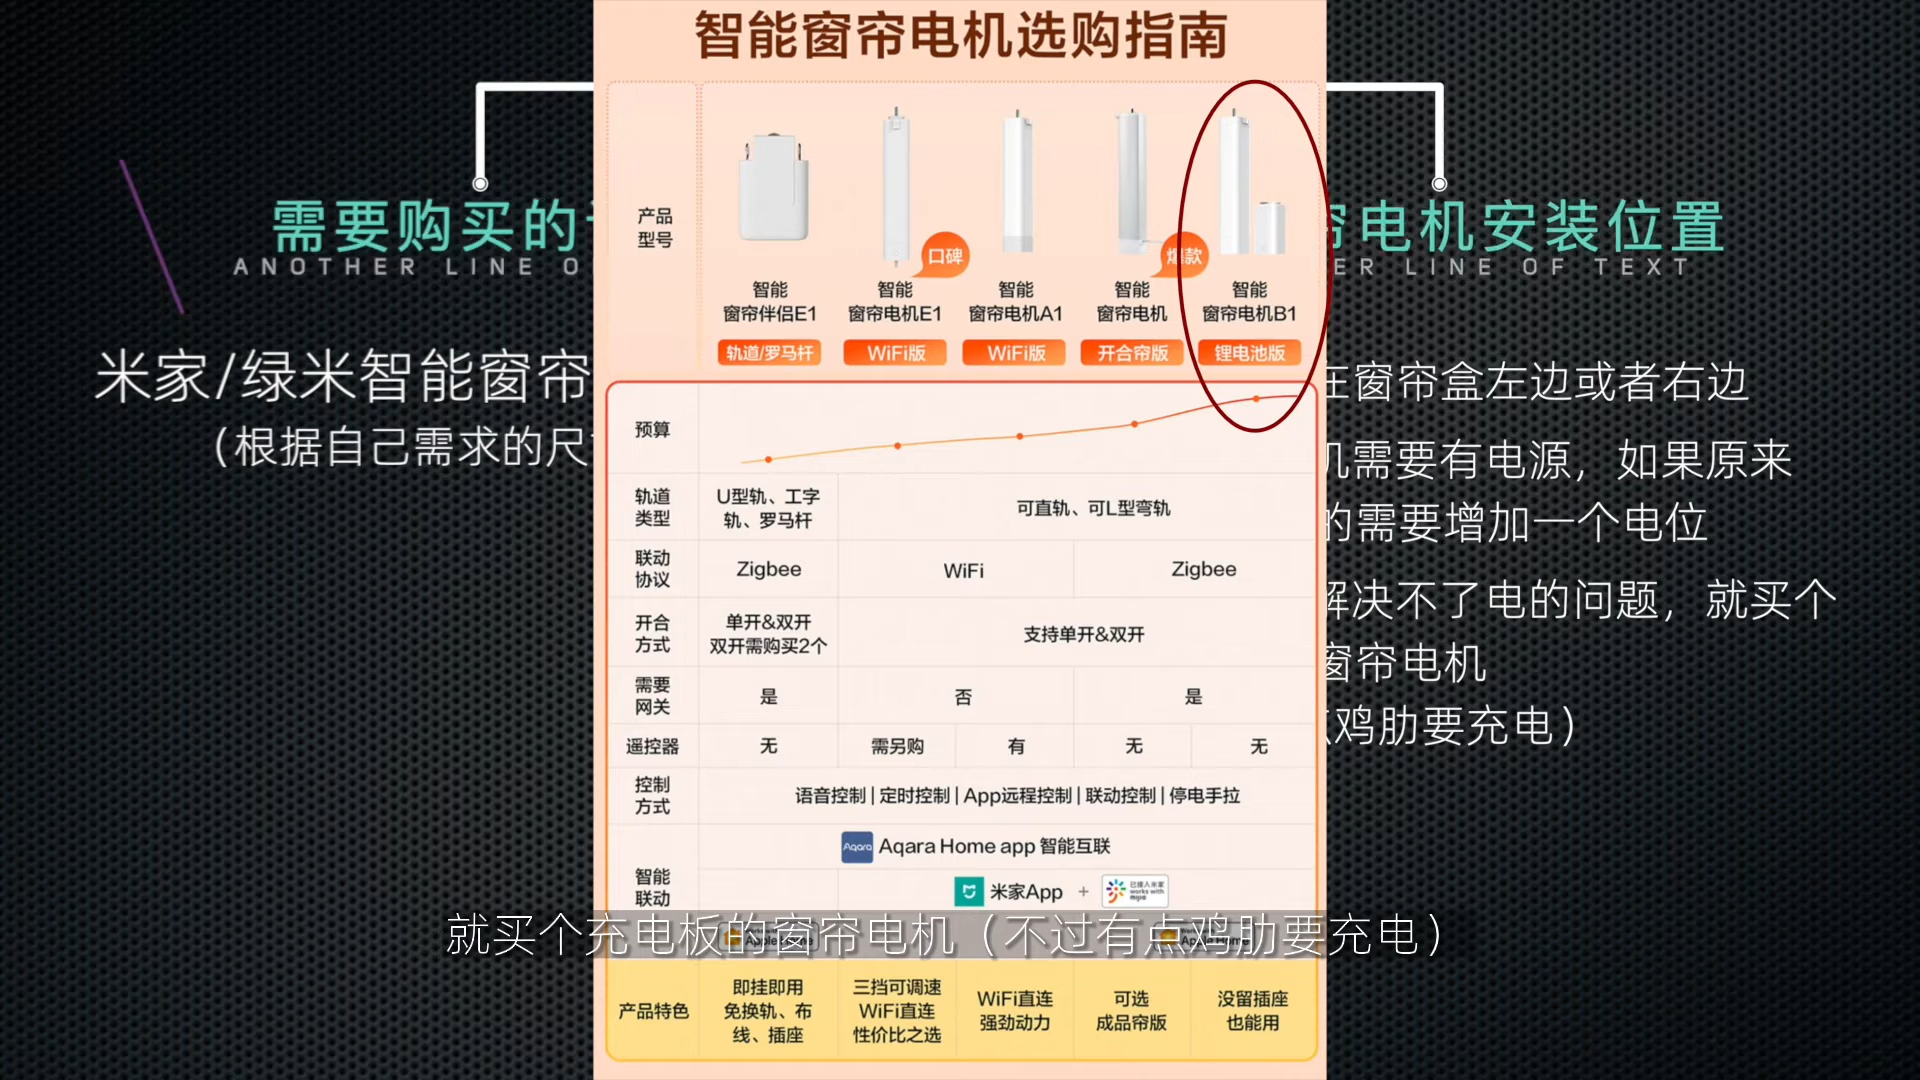 智能窗帘电机选购指南
需要购买的
ANOTHER LINE O
米家/绿米智能窗帘
（根据自己需求的尺
帘电机安装位置
ER LINE OF TEXT
在窗帘盒左边或者右边
机需要有电源，如果原来
的需要增加一个电位
解决不了电的问题，就买个
窗帘电机
点鸡肋要充电）
产品
型号
口碑
爆款
智能
窗帘伴侣E1
智能
窗帘电机E1
智能
窗帘电机A1
智能
窗帘电机
智能
窗帘电机B1
轨道/罗马杆
WiFi版
WiFi版
开合帘版
锂电池版
预算
轨道
类型
U型轨、工字
轨、罗马杆
可直轨、可L型弯轨
联动
协议
Zigbee
WiFi
Zigbee
开合
方式
单开&双开
双开需购买2个
支持单开&双开
需要
网关
是
否
是
遥控器
无
需另购
有
无
无
控制
方式
语音控制 | 定时控制 | App远程控制 | 联动控制 | 停电手拉
智能
联动
Aqara
Aqara Home app 智能互联
米家App + 已接入米家
works with
mijia
就买个充电板的窗帘电机（不过有点鸡肋要充电）
产品特色
即挂即用
免换轨、布
线、插座
三挡可调速
WiFi直连
性价比之选
WiFi直连
强劲动力
可选
成品帘版
没留插座
也能用